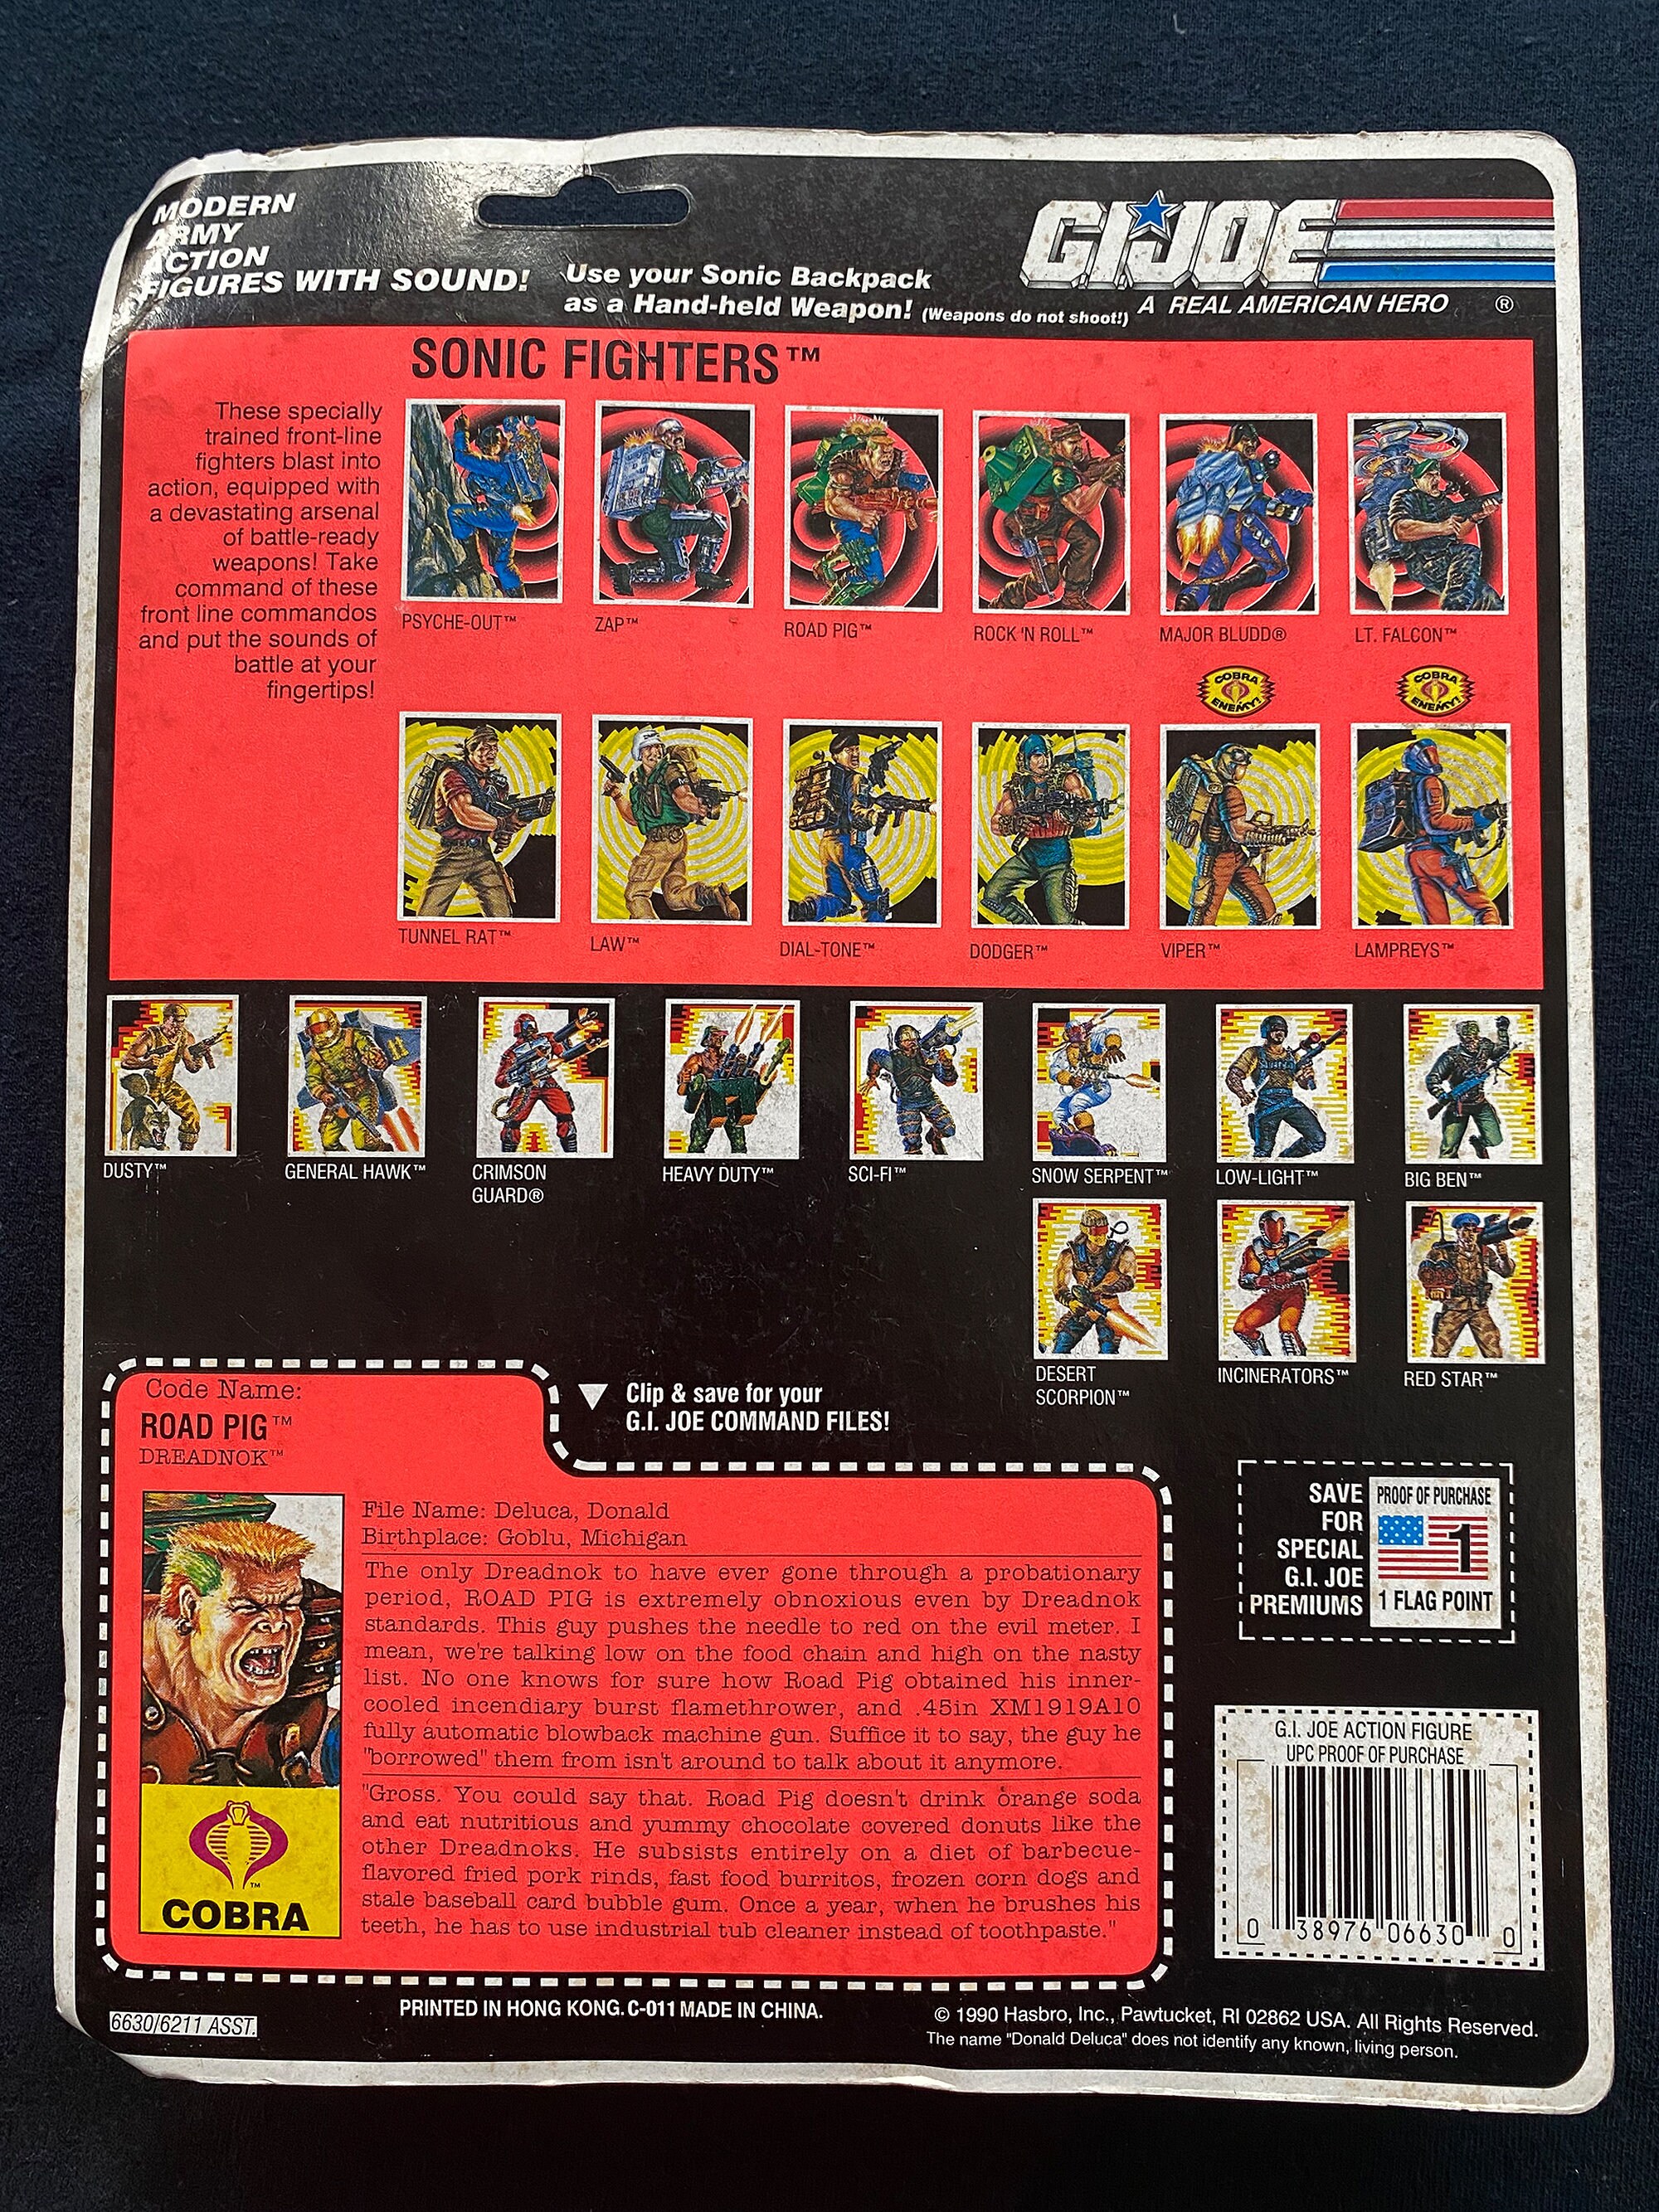 MODERN
ARMY
ACTION
FIGURES WITH SOUND!
Use your Sonic Backpack
as a Hand-held Weapon! (Weapons do not shoot!)
G.I. JOE
A REAL AMERICAN HERO ®
SONIC FIGHTERS™
These specially
trained front-line
fighters blast into
action, equipped with
a devastating arsenal
of battle-ready
weapons! Take
command of these
front line commandos
and put the sounds of
battle at your
fingertips!
PSYCHE-OUT™
ZAP™
ROAD PIG™
ROCK 'N ROLL™
MAJOR BLUDD®
LT. FALCON™
COBRA
ENEMY!
COBRA
ENEMY!
TUNNEL RAT™
LAW™
DIAL-TONE™
DODGER™
VIPER™
LAMPREYS™
DUSTY™
GENERAL HAWK™
CRIMSON
GUARD®
HEAVY DUTY™
SCI-FI™
SNOW SERPENT™
LOW-LIGHT™
BIG BEN™
DESERT
SCORPION™
INCINERATORS™
RED STAR™
Clip & save for your
G.I. JOE COMMAND FILES!
Code Name:
ROAD PIG™
DREADNOK™
File Name: Deluca, Donald
Birthplace: Goblu, Michigan
The only Dreadnok to have ever gone through a probationary
period, ROAD PIG is extremely obnoxious even by Dreadnok
standards. This guy pushes the needle to red on the evil meter. I
mean, we're talking low on the food chain and high on the nasty
list. No one knows for sure how Road Pig obtained his inner-
cooled incendiary burst flamethrower, and .45in XM1919A10
fully automatic blowback machine gun. Suffice it to say, the guy he
"borrowed" them from isn't around to talk about it anymore.
"Gross. You could say that. Road Pig doesn't drink orange soda
and eat nutritious and yummy chocolate covered donuts like the
other Dreadnoks. He subsists entirely on a diet of barbecue-
flavored fried pork rinds, fast food burritos, frozen corn dogs and
stale baseball card bubble gum. Once a year, when he brushes his
teeth, he has to use industrial tub cleaner instead of toothpaste."
™
COBRA
SAVE
FOR
SPECIAL
G.I. JOE
PREMIUMS
PROOF OF PURCHASE
1
1 FLAG POINT
G.I. JOE ACTION FIGURE
UPC PROOF OF PURCHASE
0 38976 06630 0
6630/6211 ASST.
PRINTED IN HONG KONG. C-011 MADE IN CHINA.
© 1990 Hasbro, Inc., Pawtucket, RI 02862 USA. All Rights Reserved.
The name "Donald Deluca" does not identify any known, living person.